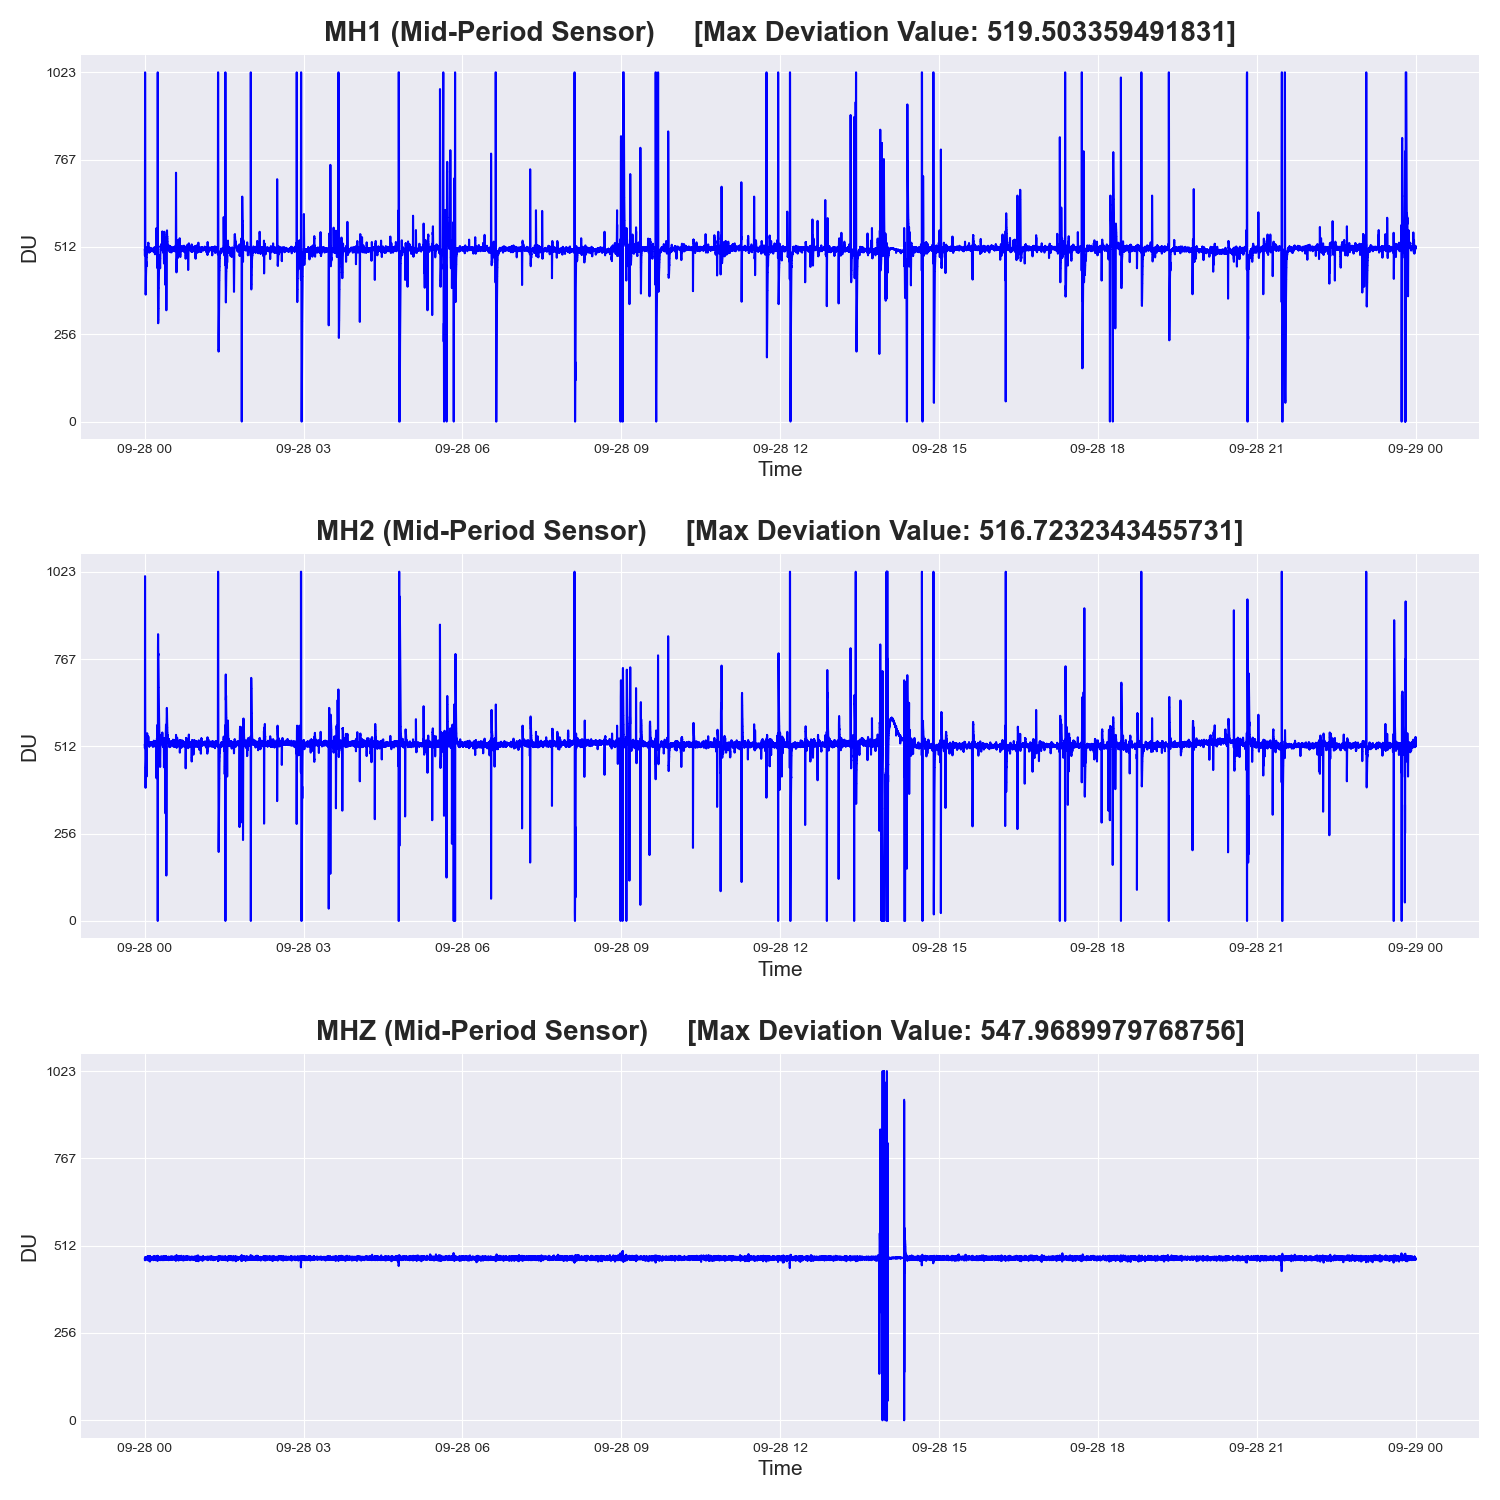 MH1 (Mid-Period Sensor) [Max Deviation Value: 519.503359491831]
1023
767
512
256
0
DU
09-28 00 09-28 03 09-28 06 09-28 09 09-28 12 09-28 15 09-28 18 09-28 21 09-29 00
Time
MH2 (Mid-Period Sensor) [Max Deviation Value: 516.7232343455731]
1023
767
512
256
0
DU
09-28 00 09-28 03 09-28 06 09-28 09 09-28 12 09-28 15 09-28 18 09-28 21 09-29 00
Time
MHZ (Mid-Period Sensor) [Max Deviation Value: 547.9689979768756]
1023
767
512
256
0
DU
09-28 00 09-28 03 09-28 06 09-28 09 09-28 12 09-28 15 09-28 18 09-28 21 09-29 00
Time